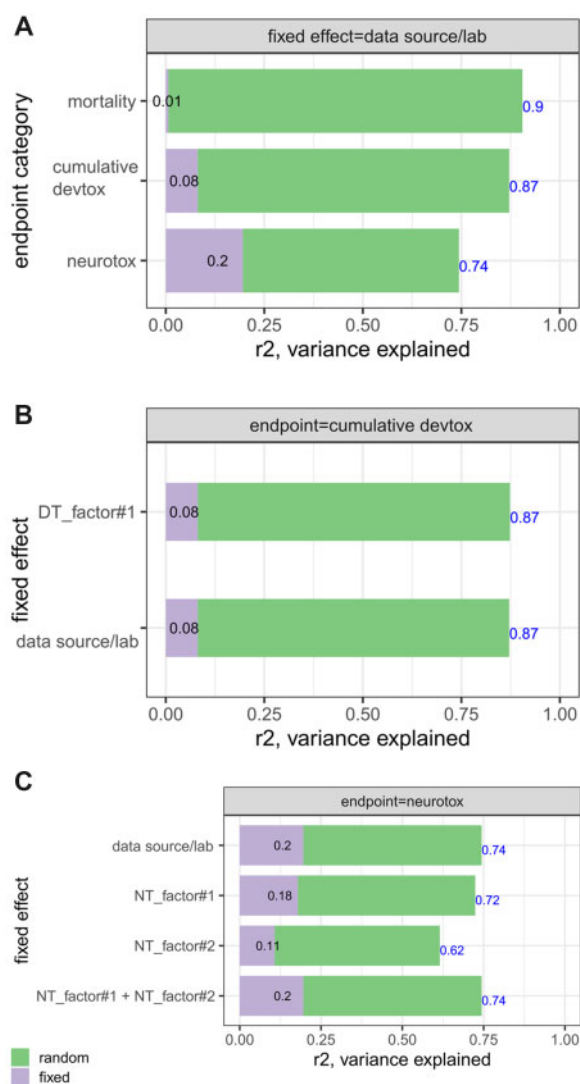 A
fixed effect=data source/lab
endpoint category
mortality
0.01
0.9
cumulative
devtox
0.08
0.87
neurotox
0.2
0.74
0.00
0.25
0.50
0.75
1.00
r2, variance explained
B
endpoint=cumulative devtox
fixed effect
DT_factor#1
0.08
0.87
data source/lab
0.08
0.87
0.00
0.25
0.50
0.75
1.00
r2, variance explained
C
endpoint=neurotox
fixed effect
data source/lab
0.2
0.74
NT_factor#1
0.18
0.72
NT_factor#2
0.11
0.62
NT_factor#1 + NT_factor#2
0.2
0.74
0.00
0.25
0.50
0.75
1.00
r2, variance explained
random
fixed